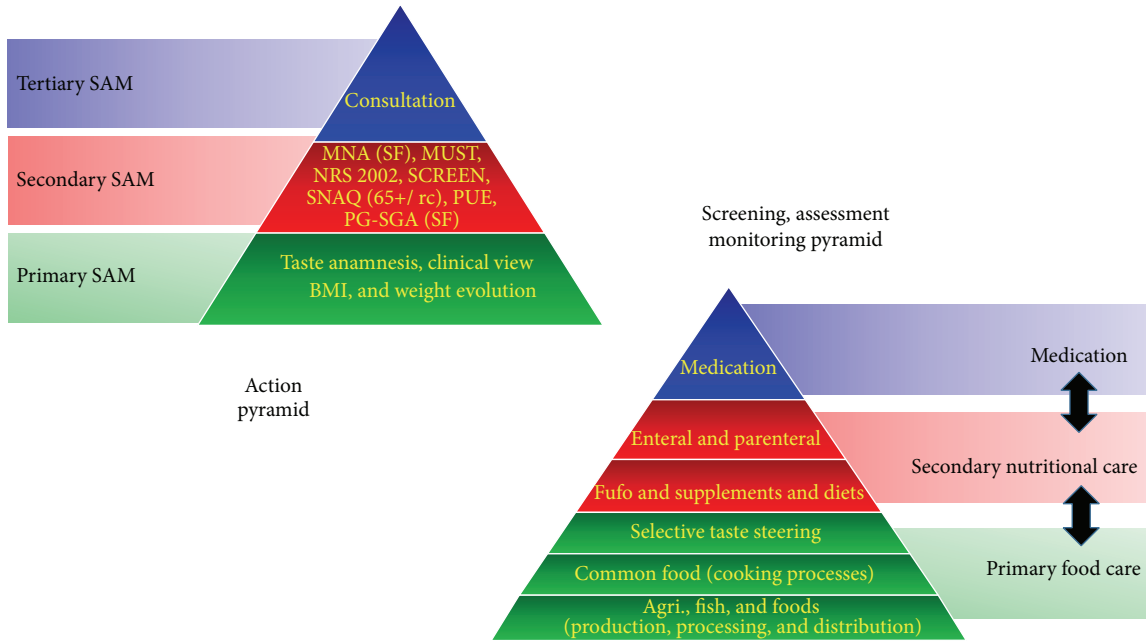 Tertiary SAM
Consultation
Secondary SAM
MNA (SF), MUST,
NRS 2002, SCREEN,
SNAQ (65+/ rc), PUE,
PG-SGA (SF)
Primary SAM
Taste anamnesis, clinical view
BMI, and weight evolution
Action
pyramid
Screening, assessment
monitoring pyramid
Medication
Medication
Enteral and parenteral
Secondary nutritional care
Fufo and supplements and diets
Selective taste steering
Common food (cooking processes)
Primary food care
Agri., fish, and foods
(production, processing, and distribution)